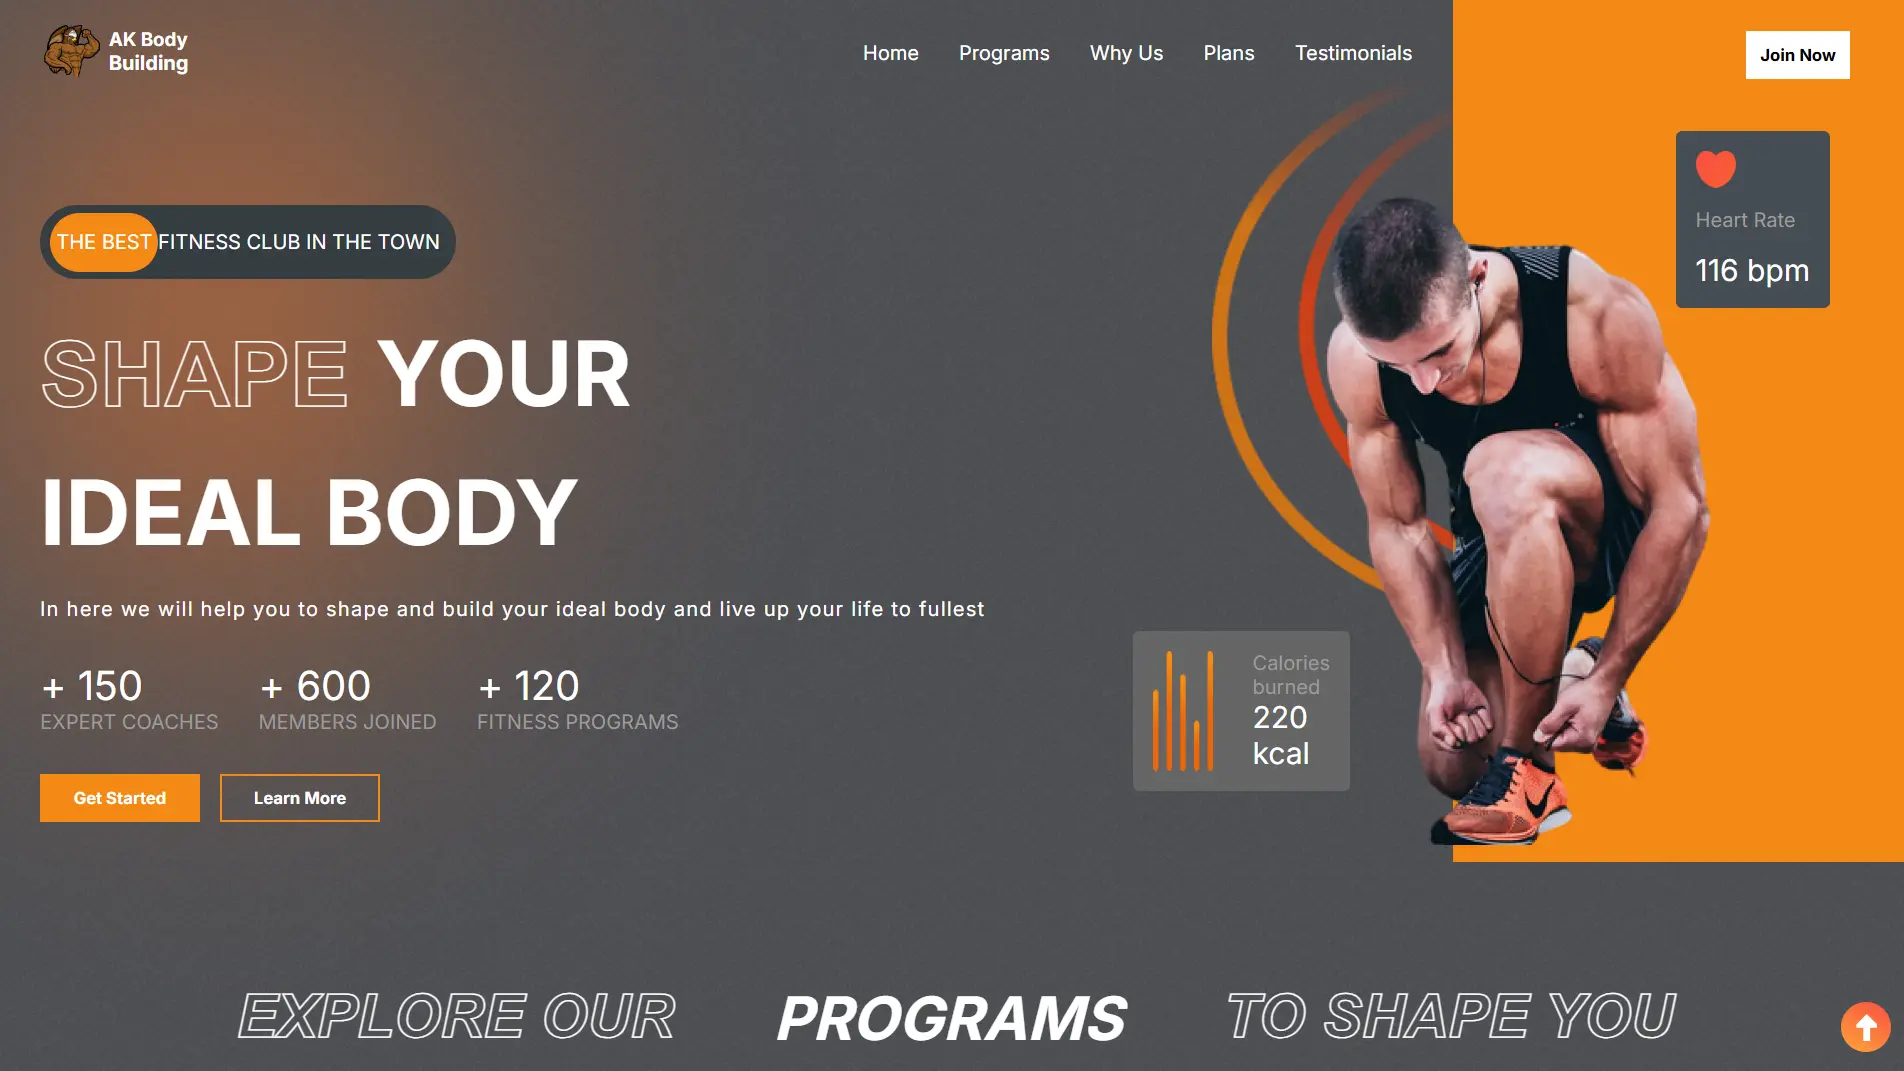 AK Body
Building
Home
Programs
Why Us
Plans
Testimonials
Join Now
Heart Rate
116 bpm
THE BEST FITNESS CLUB IN THE TOWN
SHAPE YOUR
IDEAL BODY
In here we will help you to shape and build your ideal body and live up your life to fullest
+ 150
EXPERT COACHES
+ 600
MEMBERS JOINED
+ 120
FITNESS PROGRAMS
Calories
burned
220
kcal
Get Started
Learn More
EXPLORE OUR
PROGRAMS
TO SHAPE YOU